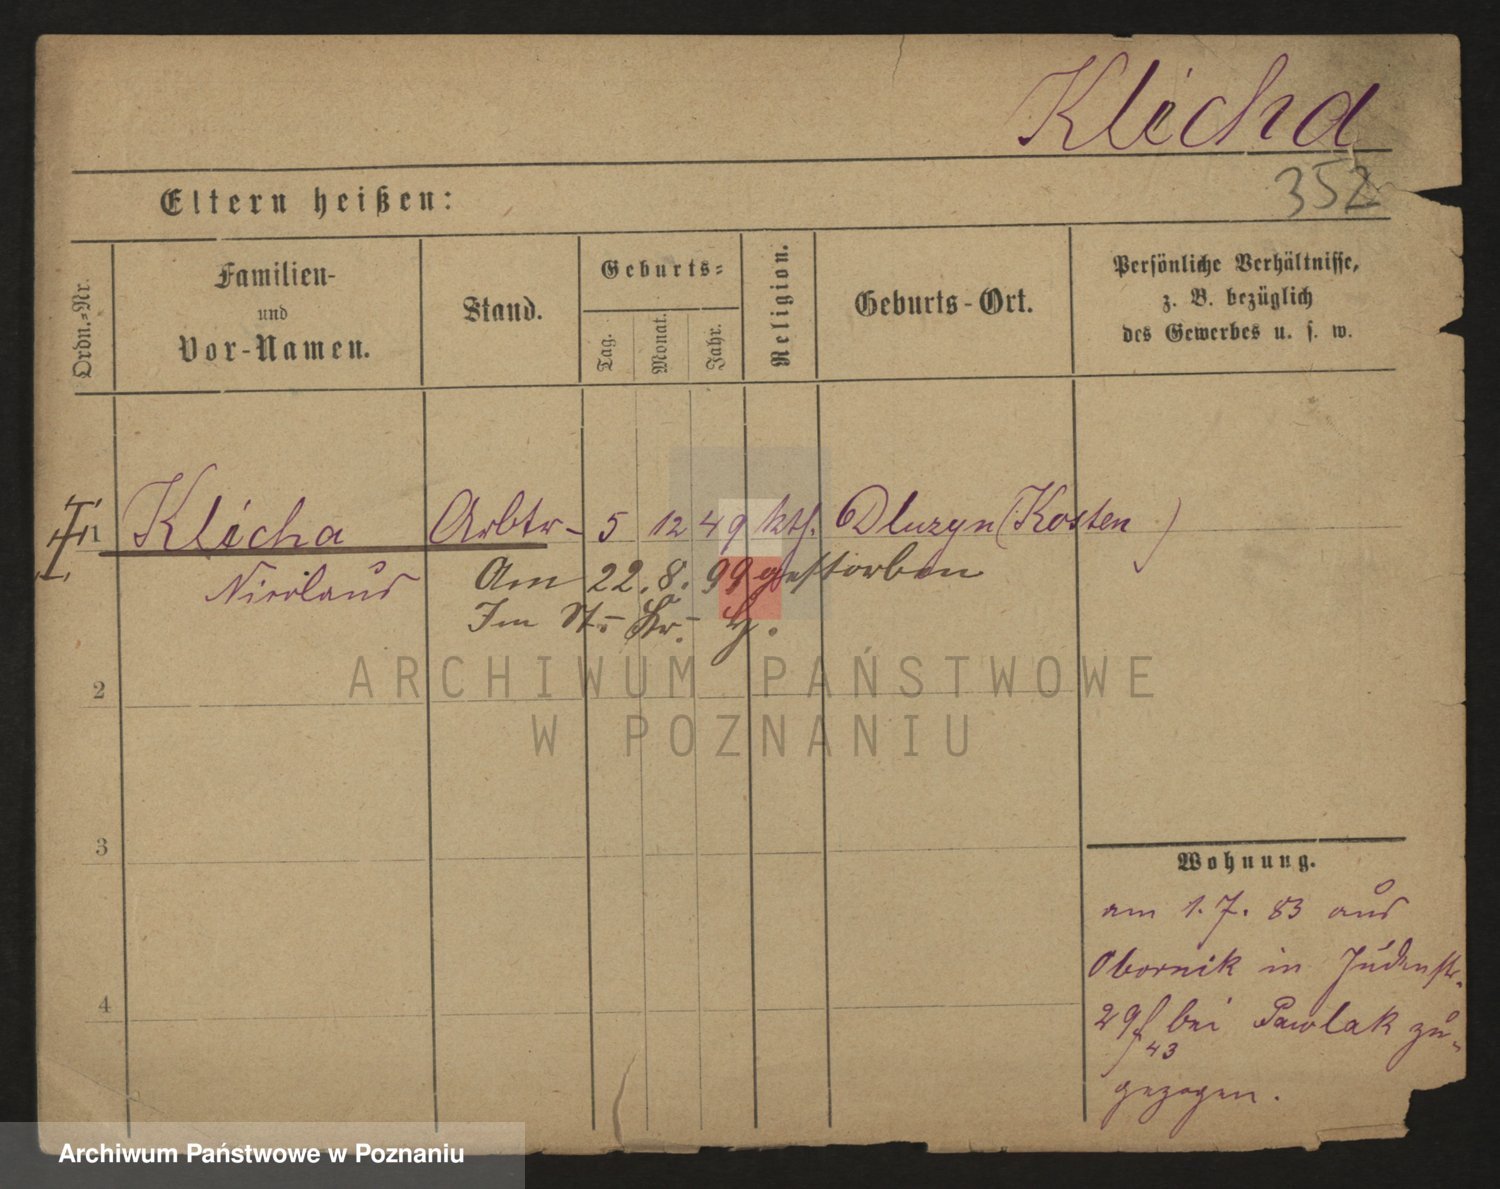 Klicha
Eltern heißen:
352
Ordn.-Nr.
Familien-
und
Vor-Namen.
Stand.
Geburts-
Tag.
Monat.
Jahr.
Religion.
Geburts-Ort.
Persönliche Verhältnisse,
z. B. bezüglich
des Gewerbes u. s. w.
1 Klicha Arbtr- 5 12 49 kth. Dluzyn (Kosten)
Nicolaus Am 22. 8. 99 gestorben
Im St.- Kr.-
ARCHIWUM PAŃSTWOWE
W POZNANIU
2
3
4
Wohnung.
am 1. 7. 83 aus
Obornik in Judenstr.
29/43 bei Pawlak zu-
gezogen.
Archiwum Państwowe w Poznaniu